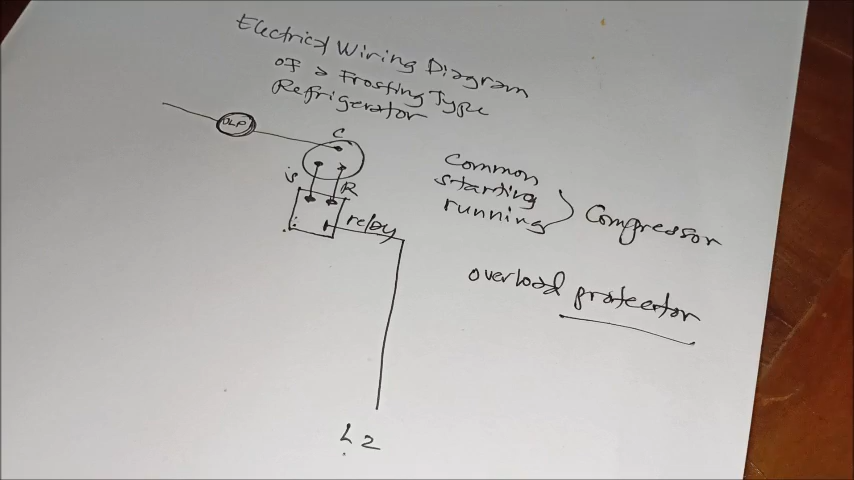 Electrical Wiring Diagram
of a Frosting Type
Refrigerator
OLP
C
S
R
relay
Common
starting
running
Compressor
overload protector
L2